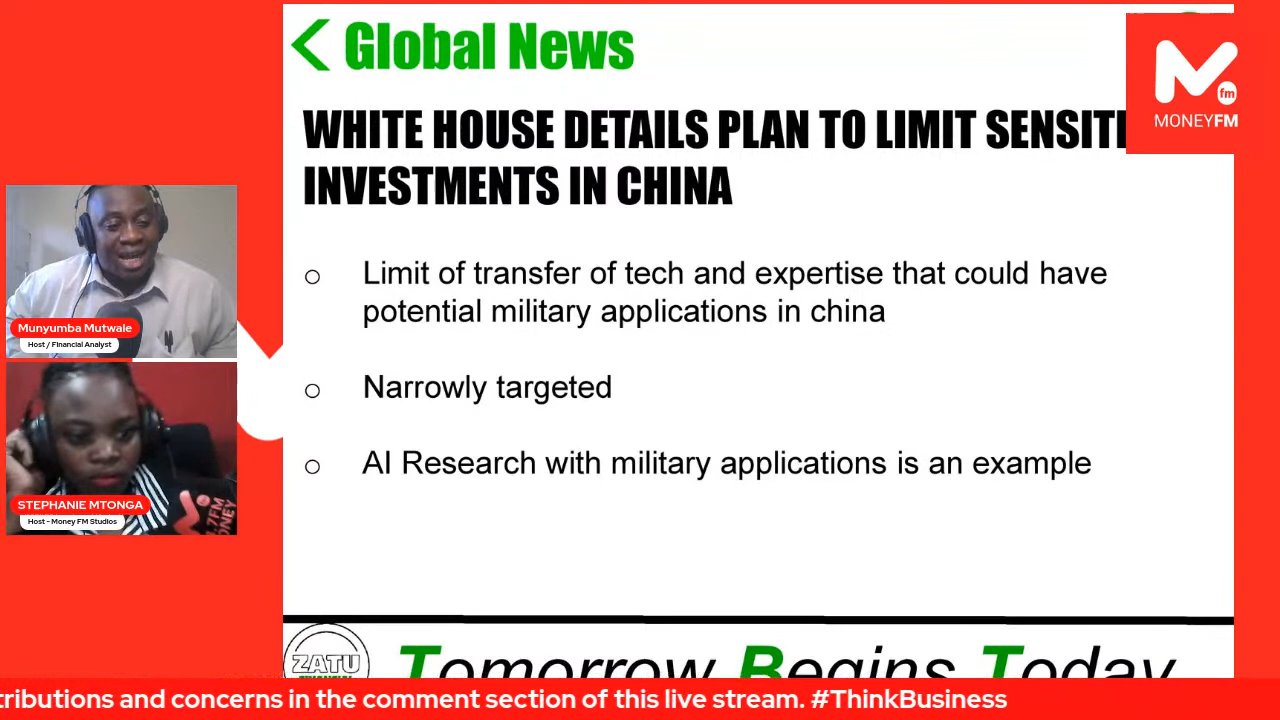 Global News
WHITE HOUSE DETAILS PLAN TO LIMIT SENSITI
INVESTMENTS IN CHINA
fm
MONEYFM
Limit of transfer of tech and expertise that could have
potential military applications in china
Narrowly targeted
AI Research with military applications is an example
Munyumba Mutwale
Host / Financial Analyst
STEPHANIE MTONGA
Host - Money FM Studios
ZATU
FINANCIAL
Tomorrow Begins Today
tributions and concerns in the comment section of this live stream. #ThinkBusiness